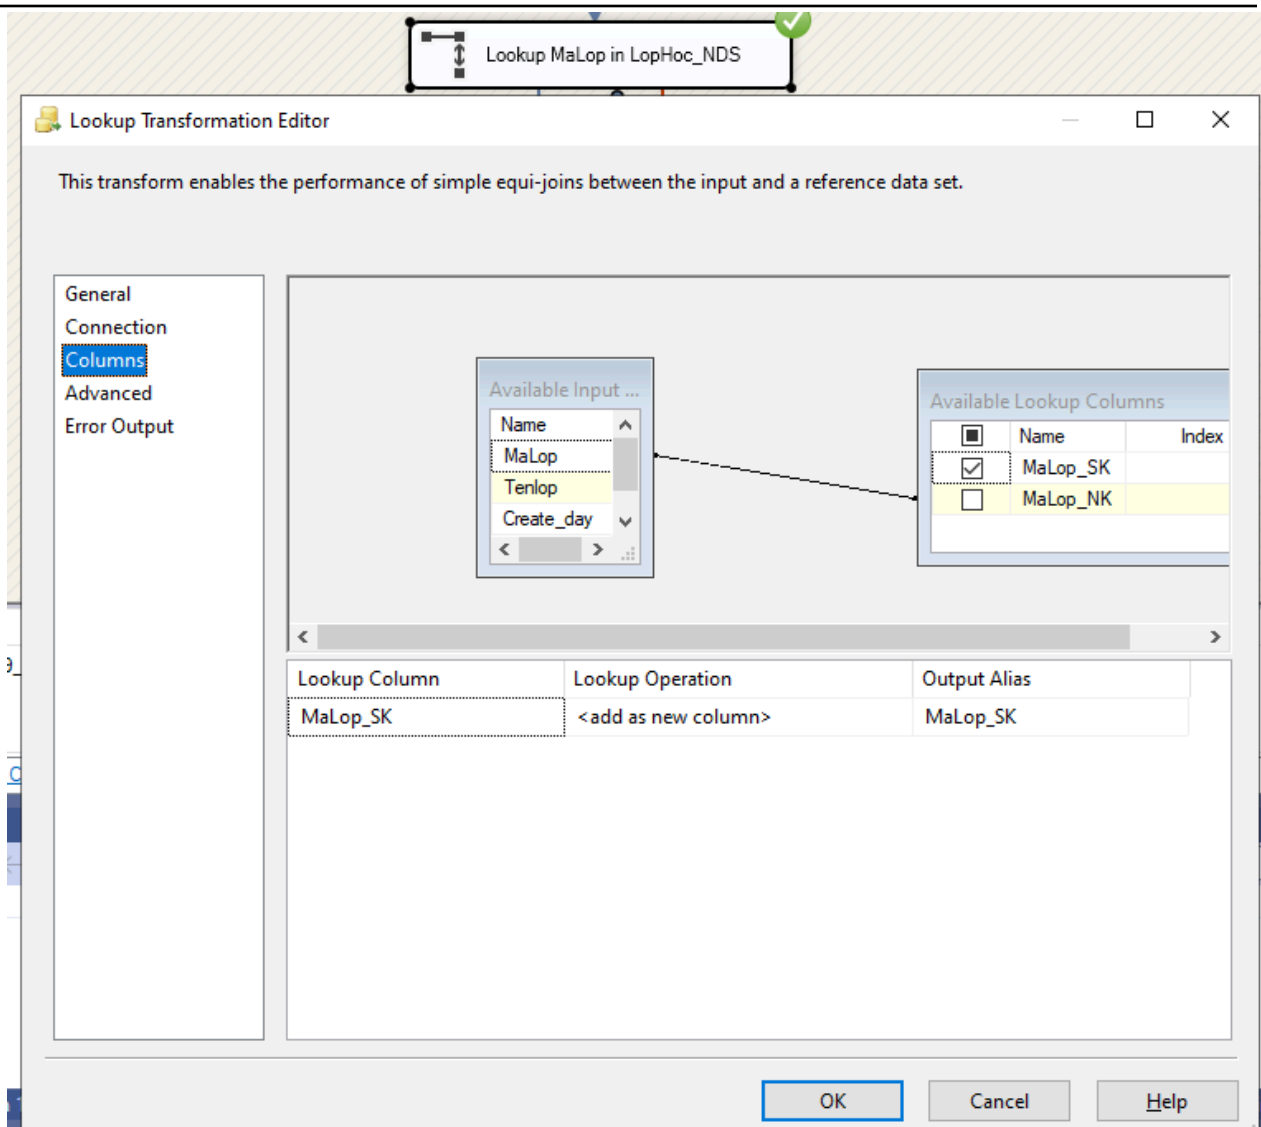 Lookup MaLop in LopHoc_NDS
Lookup Transformation Editor
This transform enables the performance of simple equi-joins between the input and a reference data set.
General
Connection
Columns
Advanced
Error Output
Available Input ...
Name
MaLop
Tenlop
Create_day
Available Lookup Columns
Name Index
MaLop_SK
MaLop_NK
Lookup Column Lookup Operation Output Alias
MaLop_SK <add as new column> MaLop_SK
OK Cancel Help